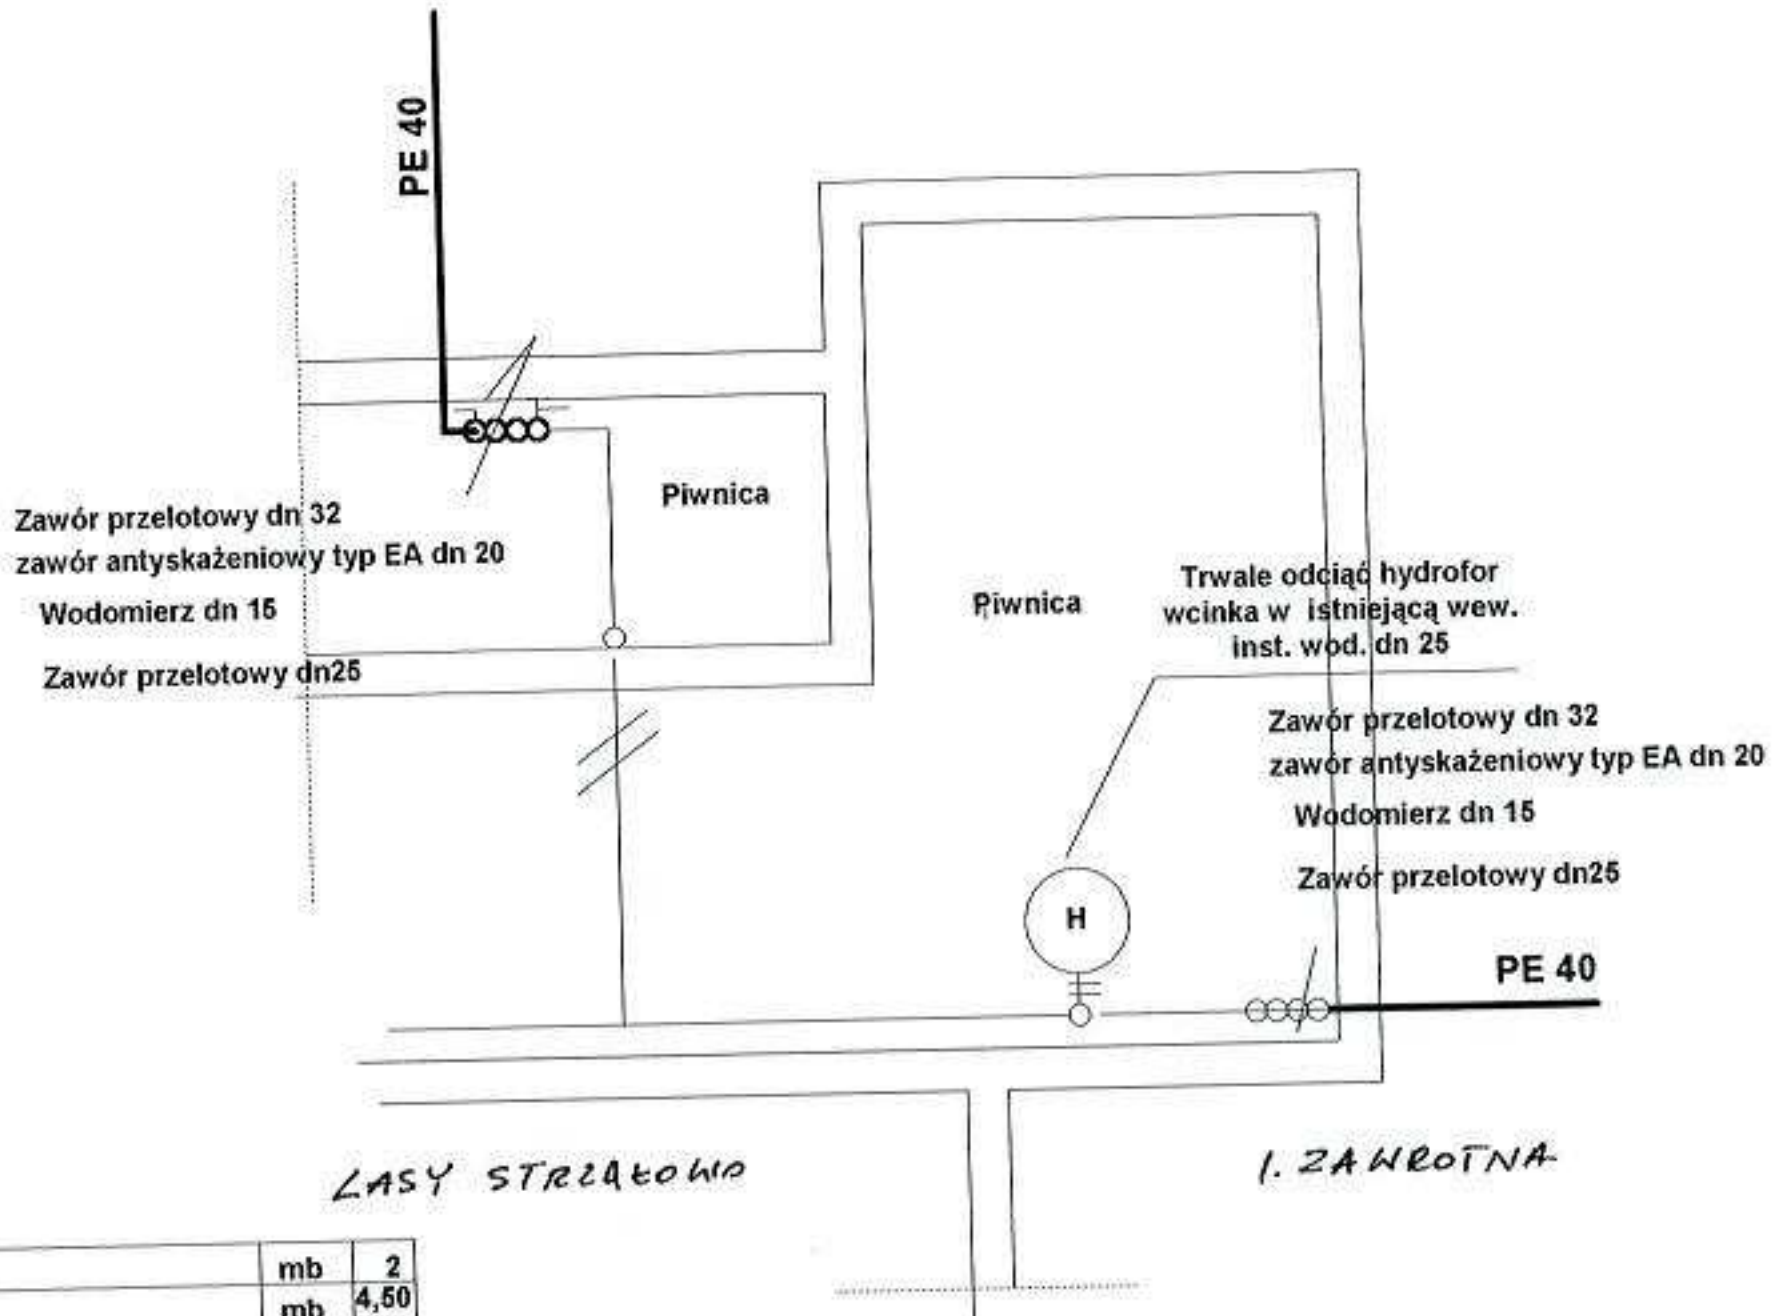 PE 40
Zawór przelotowy dn 32
zawór antyskażeniowy typ EA dn 20
Wodomierz dn 15
Zawór przelotowy dn25
Piwnica
Piwnica
Trwale odciąć hydrofor
wcinka w istniejącą wew.
inst. wod. dn 25
Zawór przelotowy dn 32
zawór antyskażeniowy typ EA dn 20
Wodomierz dn 15
Zawór przelotowy dn25
H
PE 40
LASY STRZAŁOWO
I. ZAWROTNA
mb 2
mb 4,50